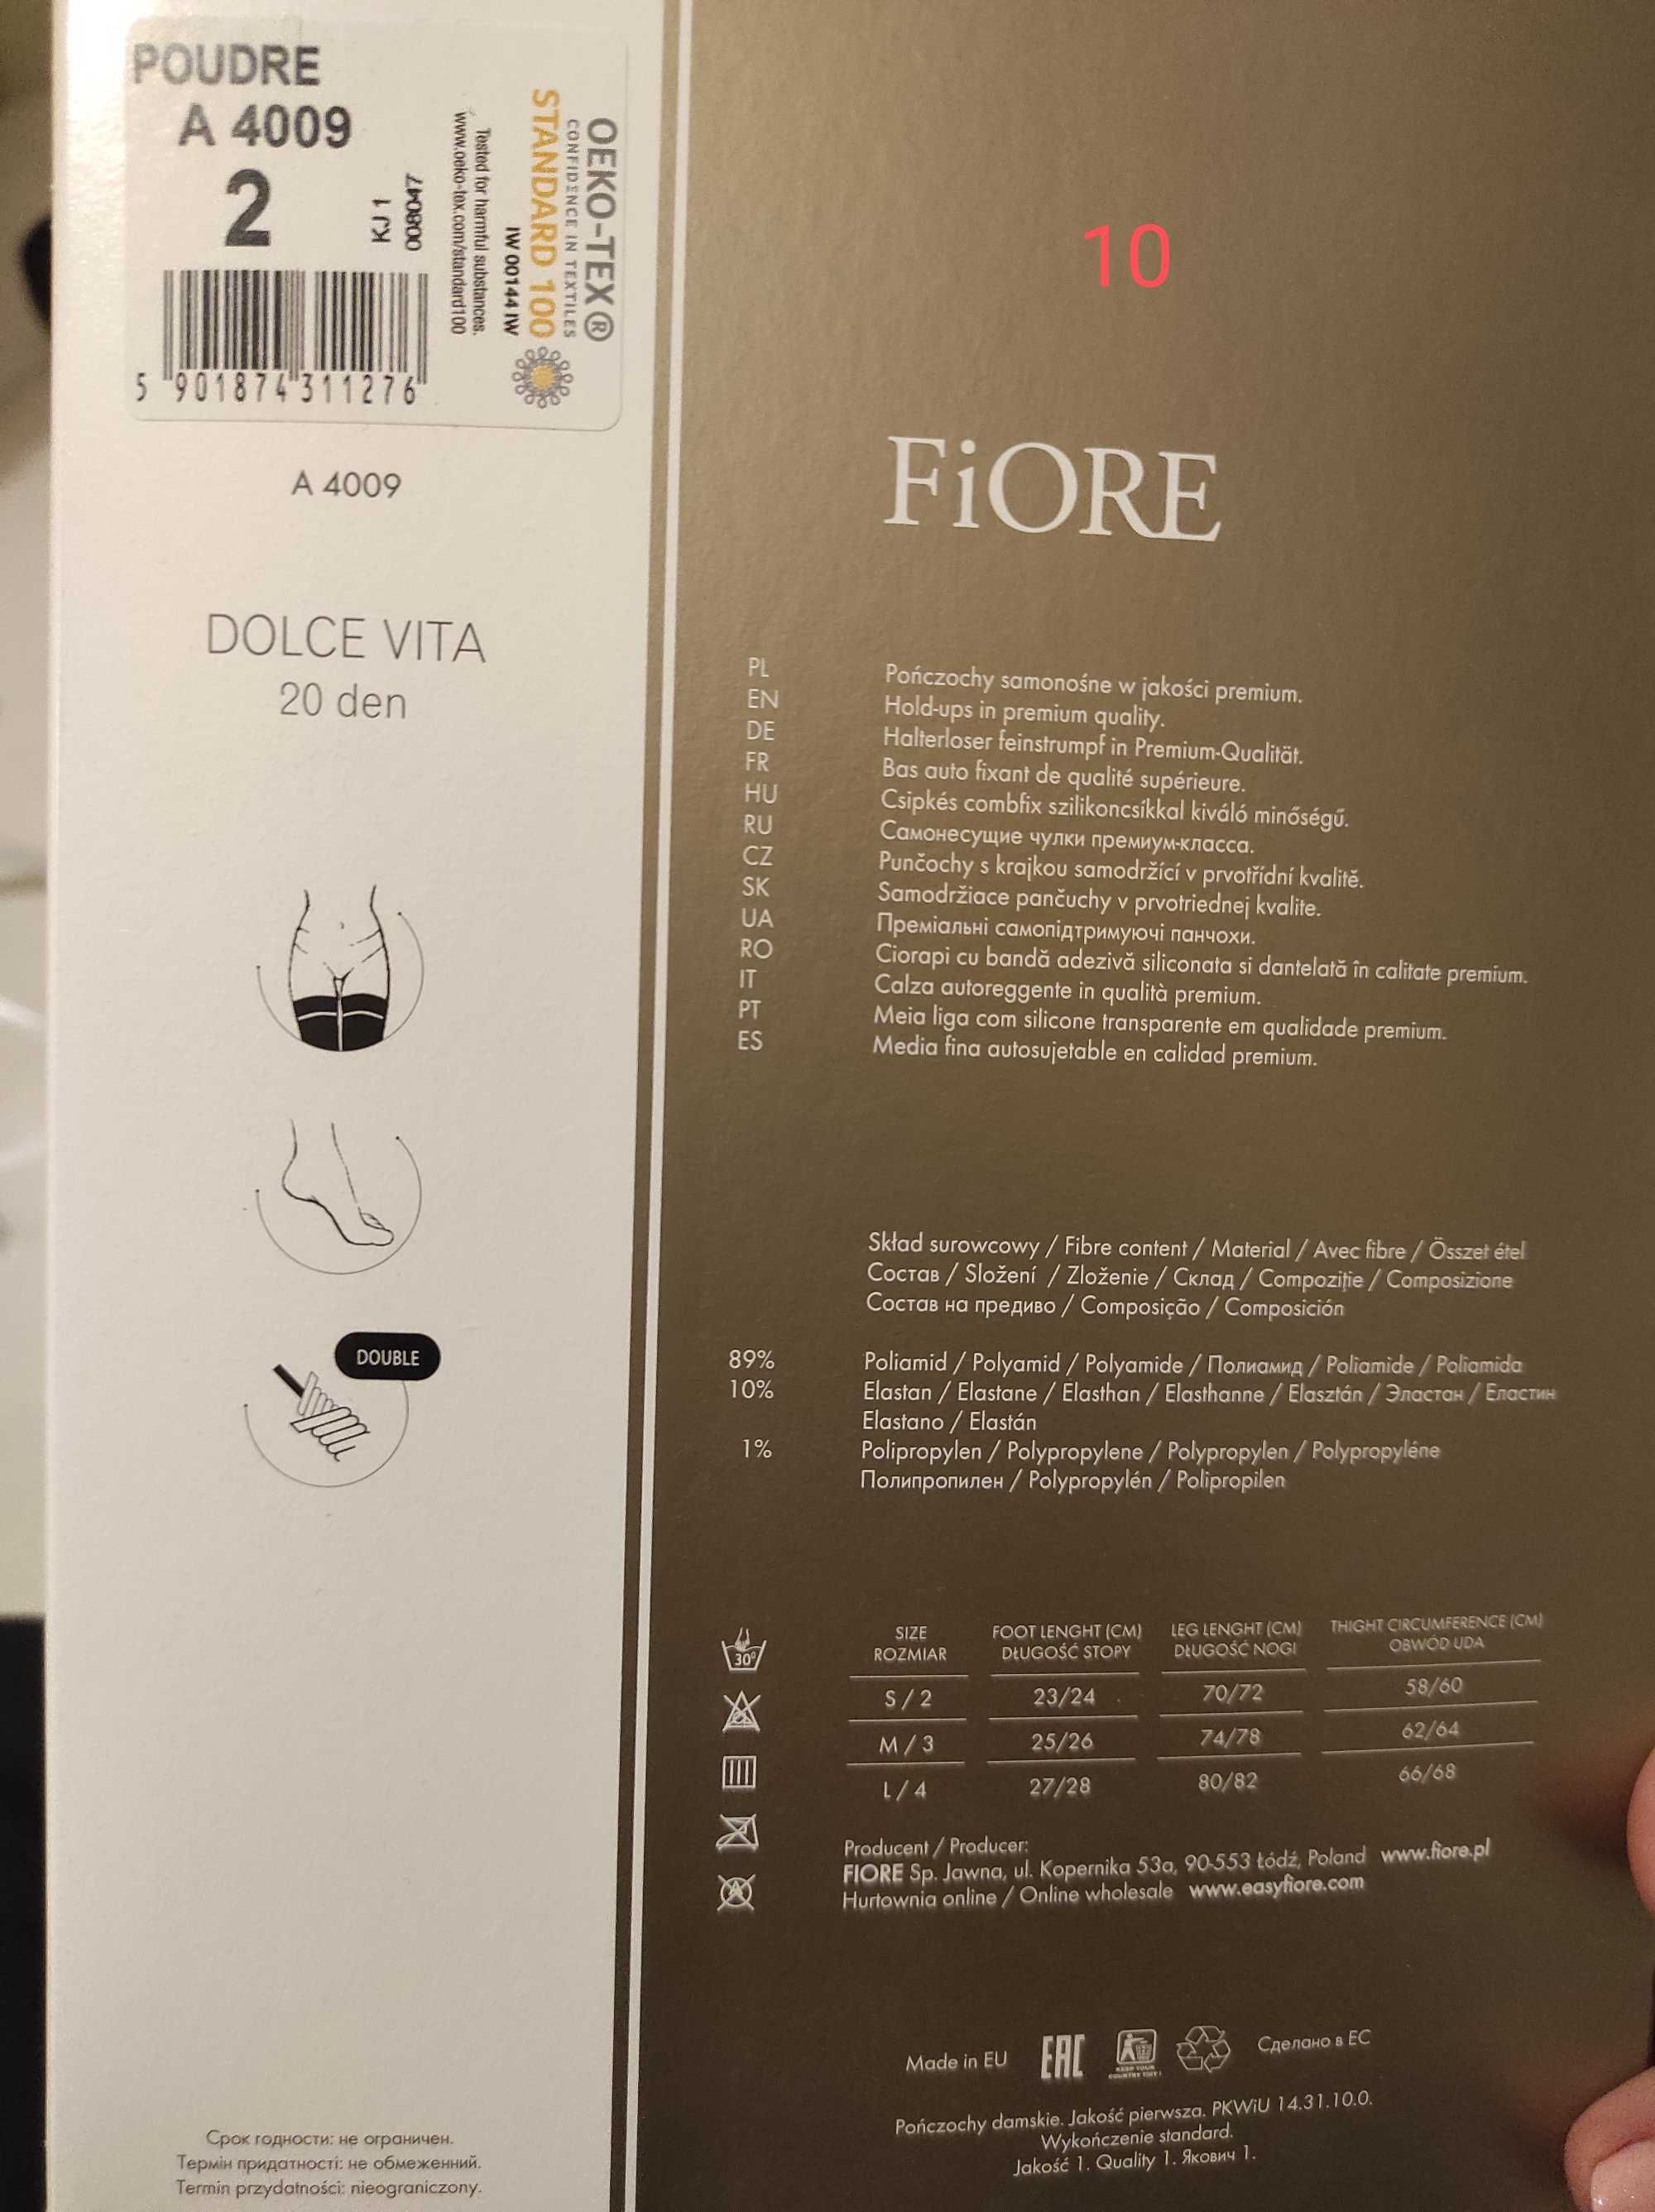 POUDRE
A 4009
2
KJ 1
008047
OEKO-TEX®
CONFIDENCE IN TEXTILES
STANDARD 100
IW 00144 IW
Tested for harmful substances.
www.oeko-tex.com/standard100
5 901874 311276
A 4009
DOLCE VITA
20 den
DOUBLE
Срок годности: не ограничен.
Термін придатності: не обмеженний.
Termin przydatności: nieograniczony.
10
FiORE
PL Pończochy samonośne w jakości premium.
EN Hold-ups in premium quality.
DE Halterloser feinstrumpf in Premium-Qualität.
FR Bas auto fixant de qualité supérieure.
HU Csipkés combfix szilikoncsíkkal kiváló minőségű.
RU Самонесущие чулки премиум-класса.
CZ Punčochy s krajkou samodržící v prvotřídní kvalitě.
SK Samodržiace pančuchy v prvotriednej kvalite.
UA Преміальні самопідтримуючі панчохи.
RO Ciorapi cu bandă adezivă siliconata si dantelată în calitate premium.
IT Calza autoreggente in qualità premium.
PT Meia liga com silicone transparente em qualidade premium.
ES Media fina autosujetable en calidad premium.
Skład surowcowy / Fibre content / Material / Avec fibre / Összet étel
Состав / Složení / Zloženie / Склад / Compoziție / Composizione
Состав на предиво / Composição / Composición
89% Poliamid / Polyamid / Polyamide / Полиамид / Poliamide / Poliamida
10% Elastan / Elastane / Elasthan / Elasthanne / Elasztán / Эластан / Еластин
Elastano / Elastán
1% Polipropylen / Polypropylene / Polypropylen / Polypropyléne
Полипропилен / Polypropylén / Polipropilen
30°
SIZE FOOT LENGHT (CM) LEG LENGHT (CM) THIGHT CIRCUMFERENCE (CM)
ROZMIAR DŁUGOŚĆ STOPY DŁUGOŚĆ NOGI OBWÓD UDA
S / 2 23/24 70/72 58/60
M / 3 25/26 74/78 62/64
L / 4 27/28 80/82 66/68
Producent / Producer:
FIORE Sp. Jawna, ul. Kopernika 53a, 90-553 Łódź, Poland www.fiore.pl
Hurtownia online / Online wholesale www.easyfiore.com
Made in EU EAC KEEP YOUR COUNTRY TIDY! Сделано в ЕС
Pończochy damskie. Jakość pierwsza. PKWiU 14.31.10.0.
Wykończenie standard.
Jakość 1. Quality 1. Якович 1.